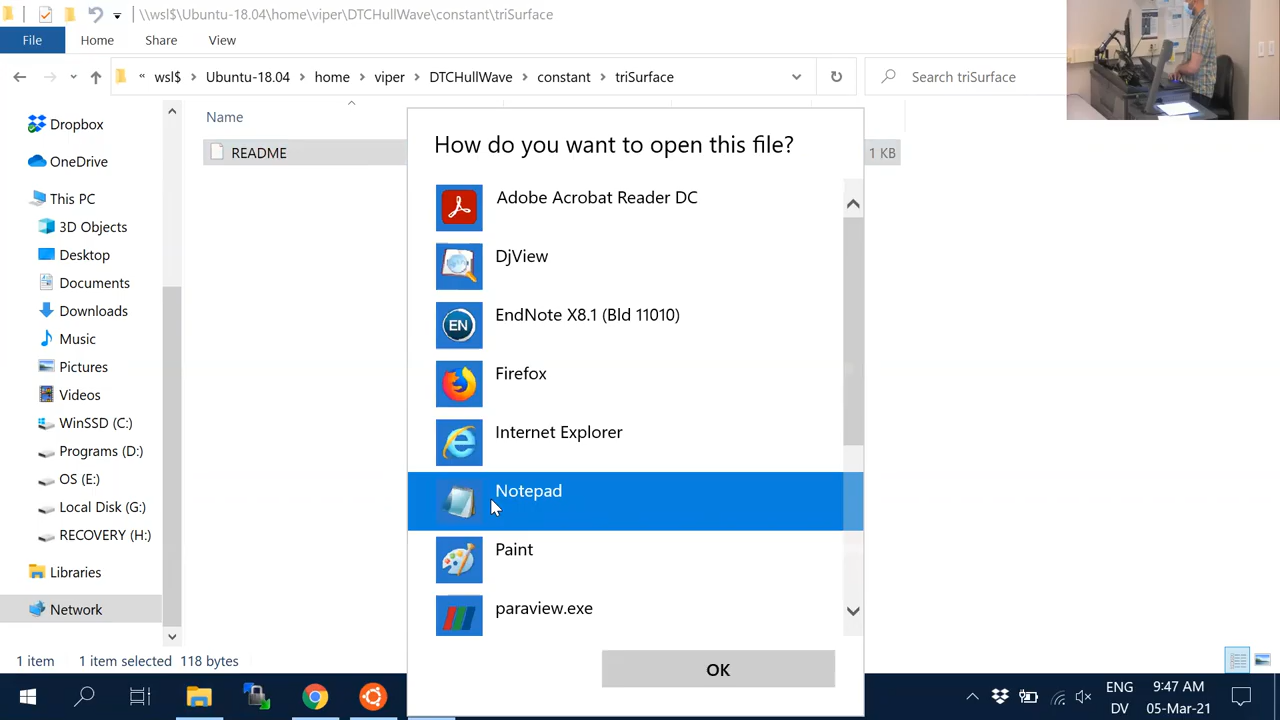 \\wsl$\Ubuntu-18.04\home\viper\DTCHullWave\constant\triSurface
File Home Share View
« wsl$ › Ubuntu-18.04 › home › viper › DTCHullWave › constant › triSurface
Search triSurface
Name
README
1 KB
Dropbox
OneDrive
This PC
3D Objects
Desktop
Documents
Downloads
Music
Pictures
Videos
WinSSD (C:)
Programs (D:)
OS (E:)
Local Disk (G:)
RECOVERY (H:)
Libraries
Network
How do you want to open this file?
Adobe Acrobat Reader DC
DjView
EndNote X8.1 (Bld 11010)
EN
Firefox
Internet Explorer
Notepad
Paint
paraview.exe
OK
1 item 1 item selected 118 bytes
ENG
DV
9:47 AM
05-Mar-21